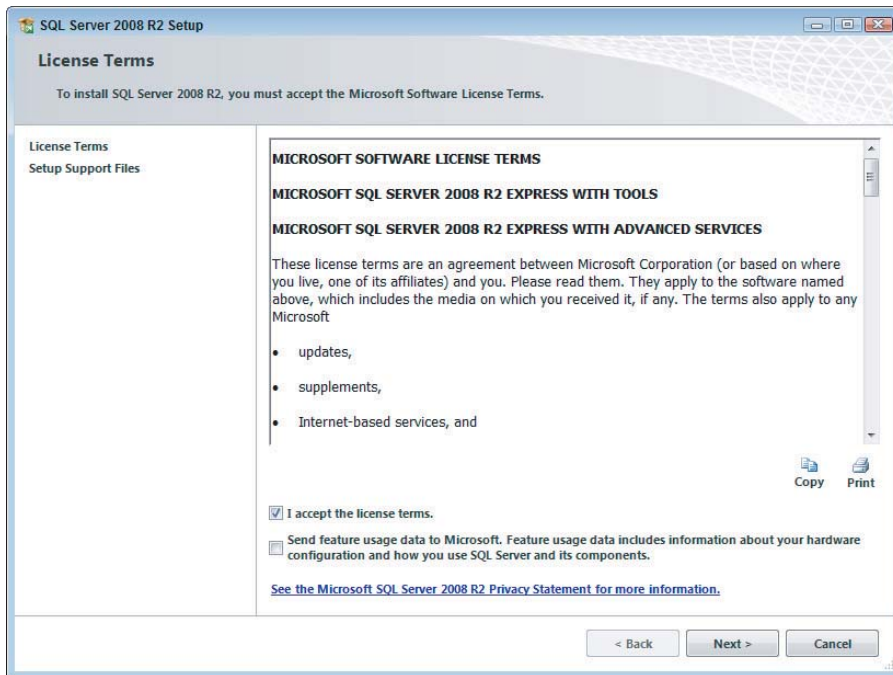 SQL Server 2008 R2 Setup
License Terms
To install SQL Server 2008 R2, you must accept the Microsoft Software License Terms.
License Terms
Setup Support Files
MICROSOFT SOFTWARE LICENSE TERMS
MICROSOFT SQL SERVER 2008 R2 EXPRESS WITH TOOLS
MICROSOFT SQL SERVER 2008 R2 EXPRESS WITH ADVANCED SERVICES
These license terms are an agreement between Microsoft Corporation (or based on where
you live, one of its affiliates) and you. Please read them. They apply to the software named
above, which includes the media on which you received it, if any. The terms also apply to any
Microsoft
• updates,
• supplements,
• Internet-based services, and
Copy
Print
I accept the license terms.
Send feature usage data to Microsoft. Feature usage data includes information about your hardware
configuration and how you use SQL Server and its components.
See the Microsoft SQL Server 2008 R2 Privacy Statement for more information.
< Back
Next >
Cancel